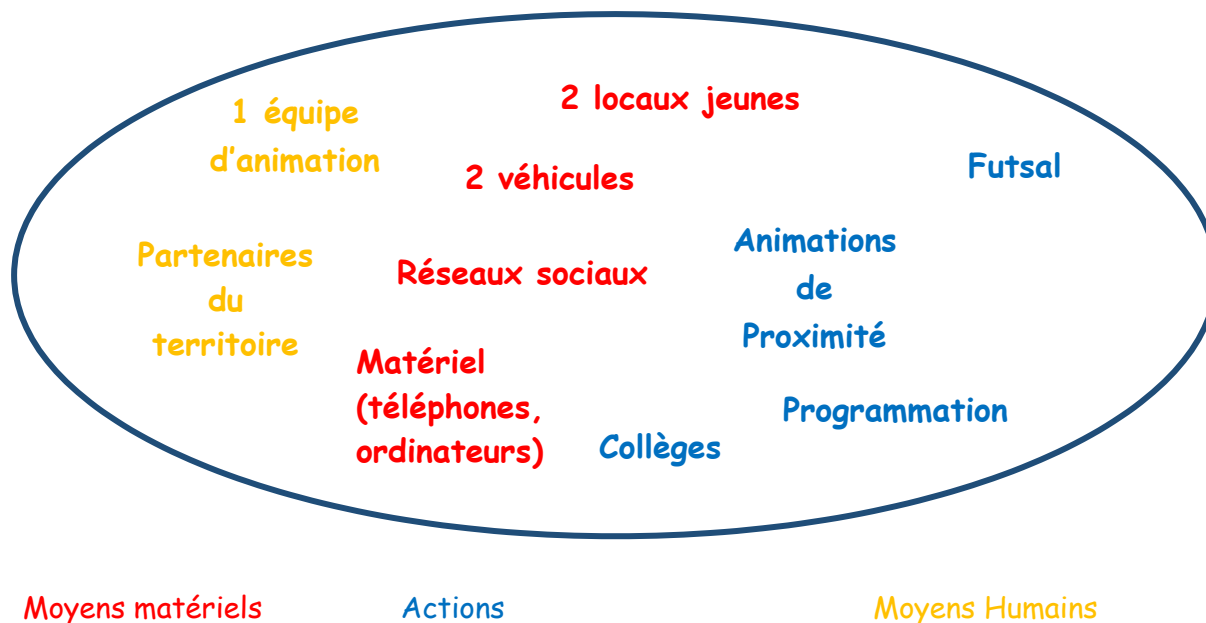 1 équipe
d'animation
2 locaux jeunes
2 véhicules
Futsal
Partenaires
du
territoire
Réseaux sociaux
Animations
de
Proximité
Matériel
(téléphones,
ordinateurs)
Collèges
Programmation
Moyens matériels
Actions
Moyens Humains